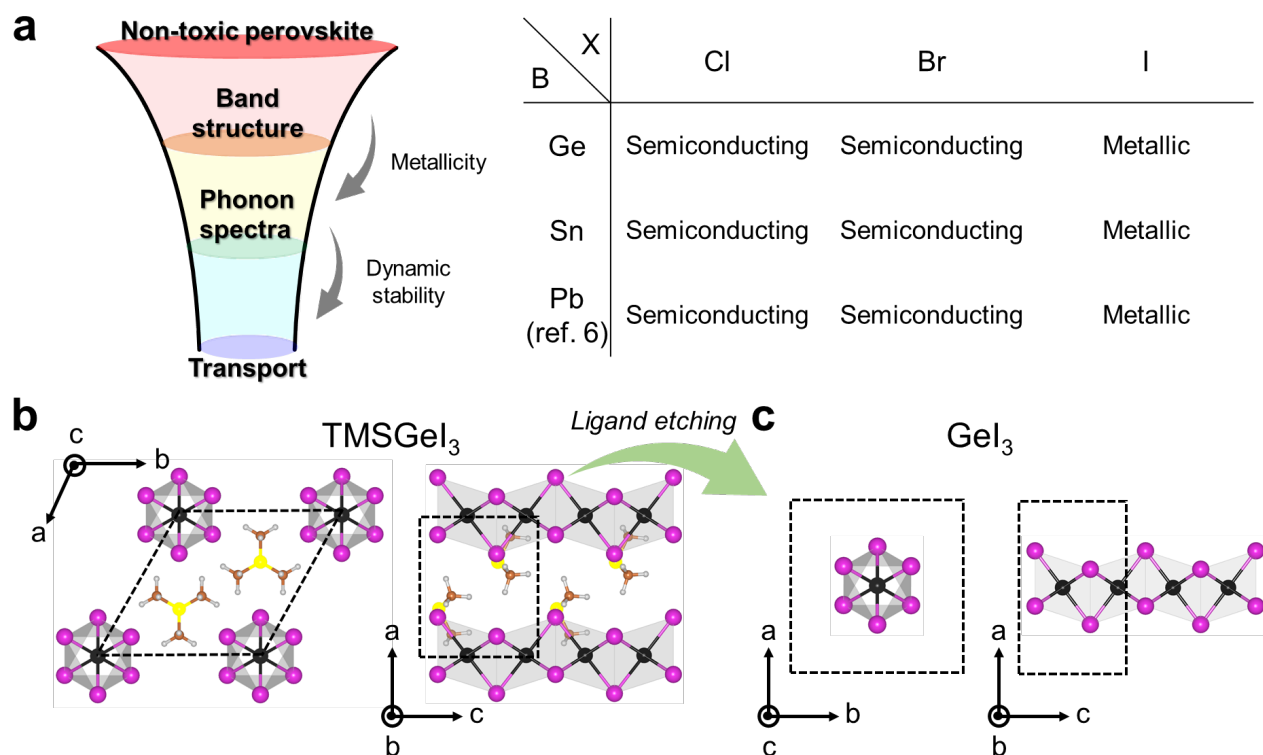 a
Non-toxic perovskite
Band
structure
Metallicity
Phonon
spectra
Dynamic
stability
Transport
X
B
Cl Br I
Ge Semiconducting Semiconducting Metallic
Sn Semiconducting Semiconducting Metallic
Pb
(ref. 6) Semiconducting Semiconducting Metallic
b
TMSGeI₃
Ligand etching
c
b
a
a
c
b
c
GeI₃
a
b
c
a
c
b